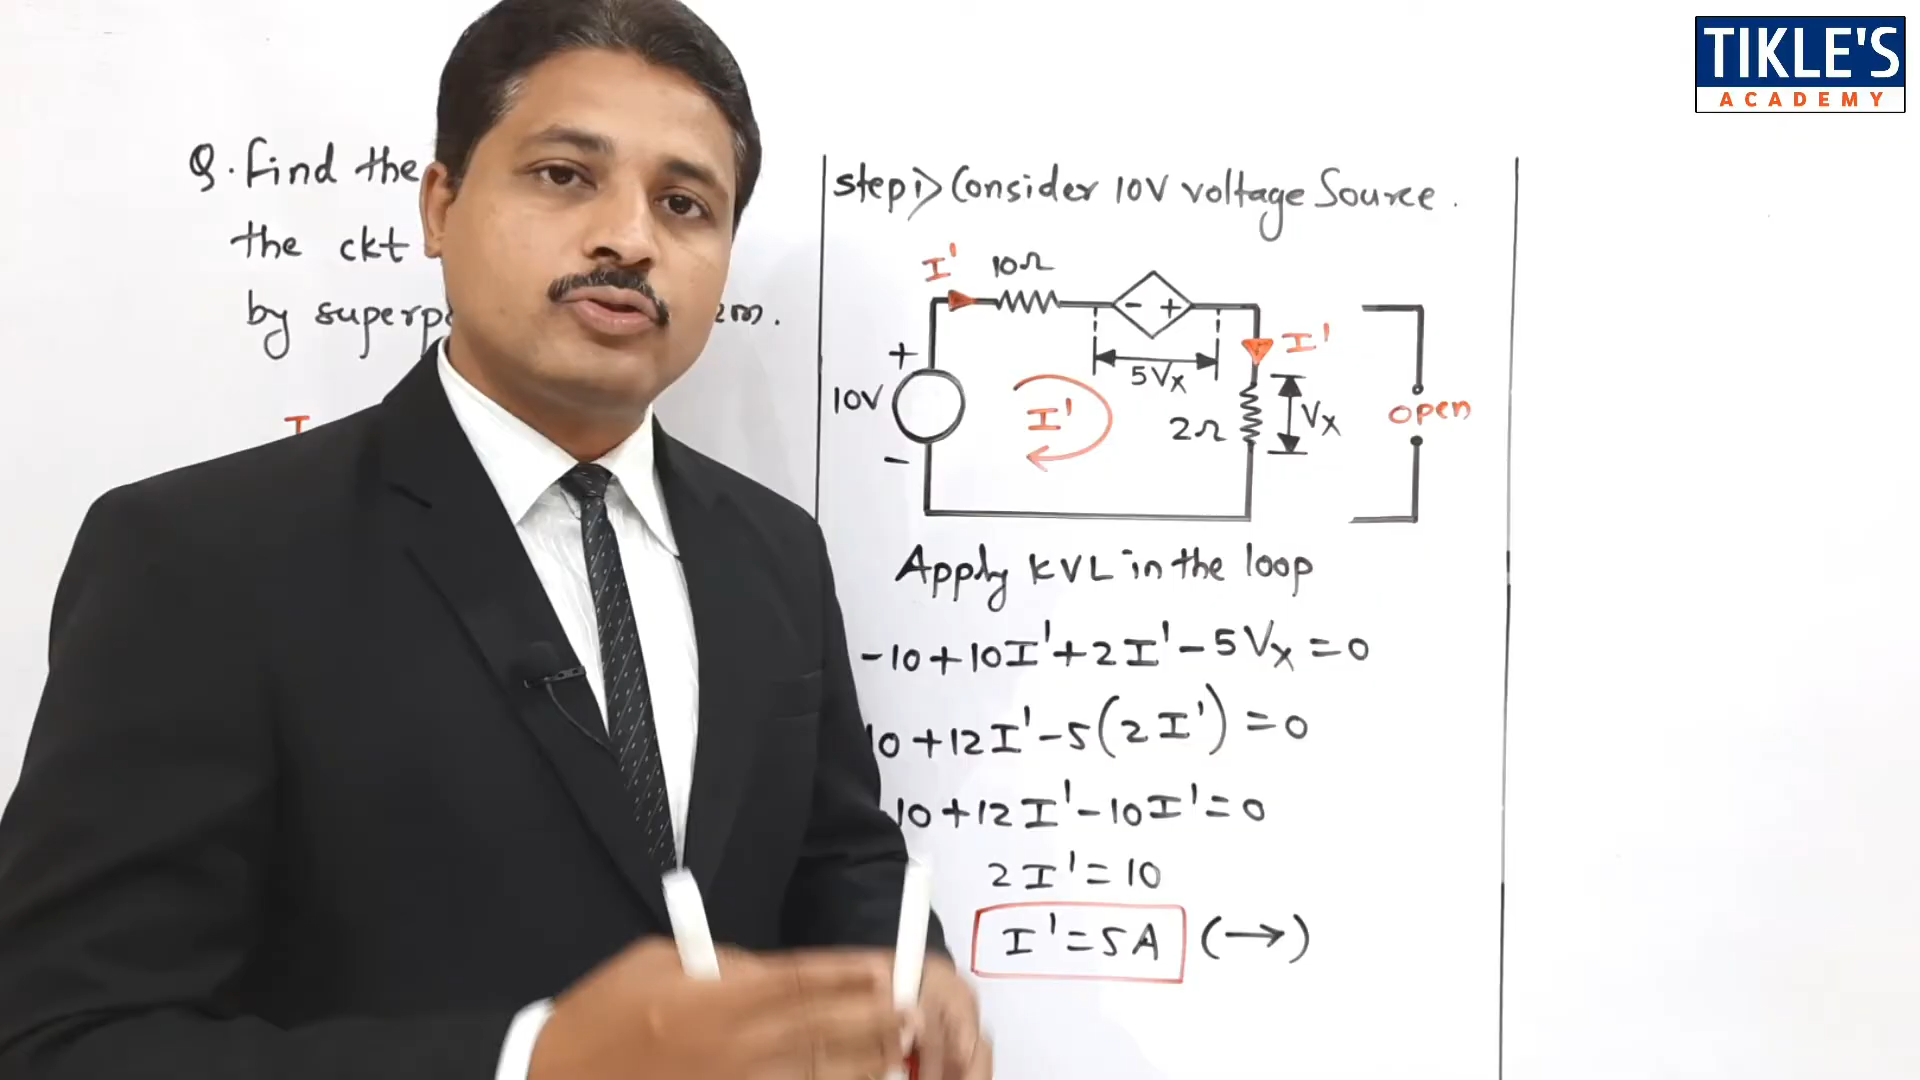 TIKLE'S
ACADEMY
Q. Find the
the ckt
by
I
step i> Consider 10V voltage Source.
I'
10Ω
- +
I'
5Vx
+
10V
-
I'
2Ω
Vx
open
Apply KVL in the loop
-10+10I'+2I'-5Vx=0
10+12I'-5(2I')=0
10+12I'-10I'=0
2I'=10
I'=5A (→)